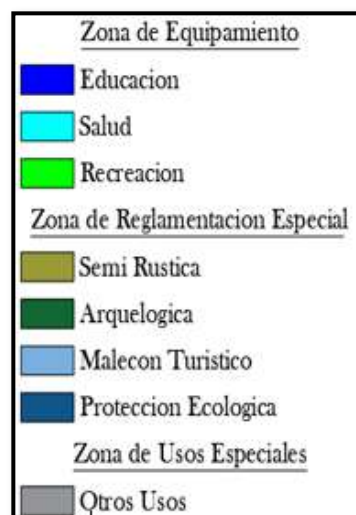 Zona de Equipamiento
Educacion
Salud
Recreacion
Zona de Reglamentacion Especial
Semi Rustica
Arquelogica
Malecon Turistico
Proteccion Ecologica
Zona de Usos Especiales
Otros Usos